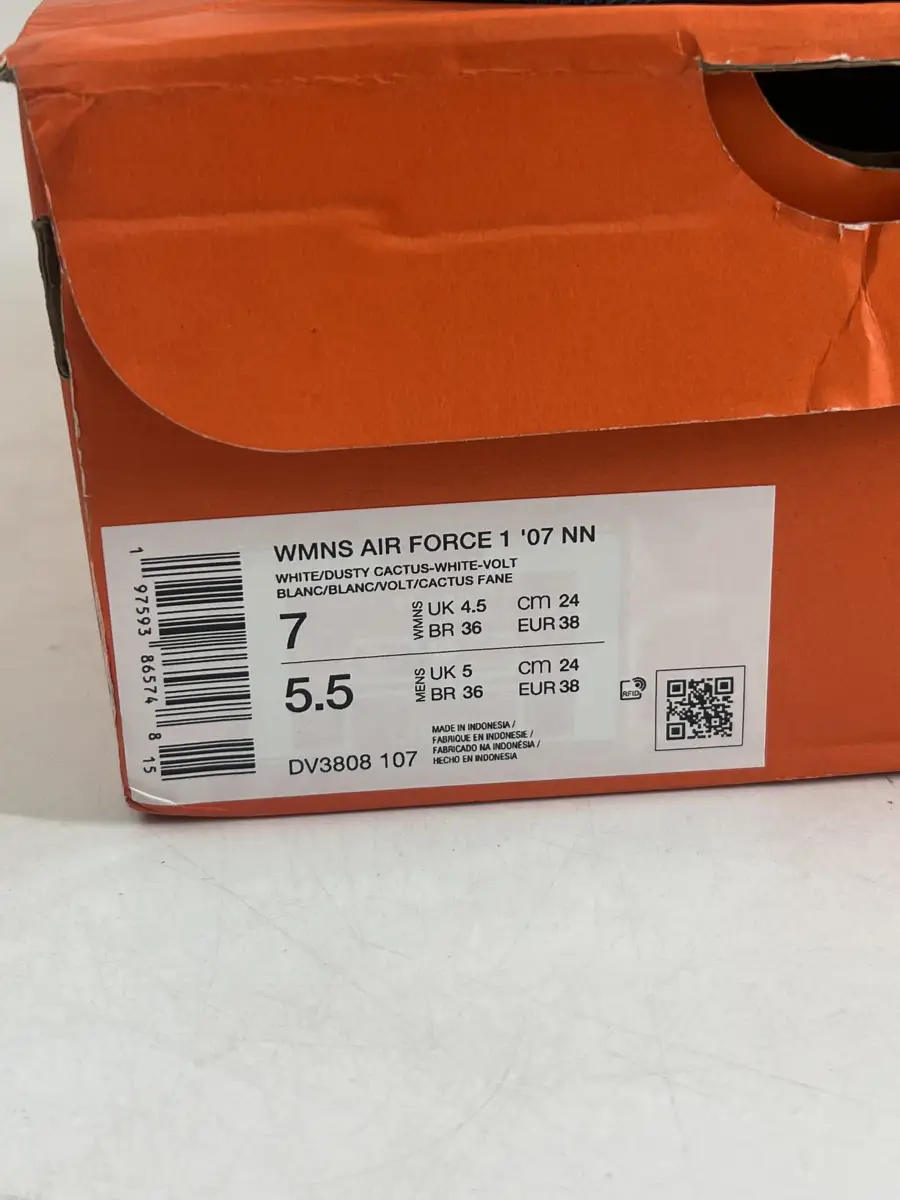 WMNS AIR FORCE 1 '07 NN
WHITE/DUSTY CACTUS-WHITE-VOLT
BLANC/BLANC/VOLT/CACTUS FANE
7
WMNS
UK 4.5 cm 24
BR 36 EUR 38
5.5
MENS
UK 5 cm 24
BR 36 EUR 38
DV3808 107
MADE IN INDONESIA /
FABRIQUE EN INDONESIE /
FABRICADO NA INDONÉSIA /
HECHO EN INDONESIA
RFID
1 97593 86574 8 15